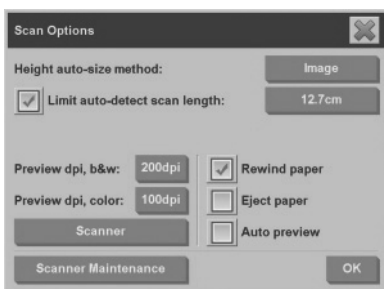 Scan Options
Height auto-size method: Image
Limit auto-detect scan length: 12.7cm
Preview dpi, b&w: 200dpi Rewind paper
Preview dpi, color: 100dpi Eject paper
Scanner Auto preview
Scanner Maintenance OK